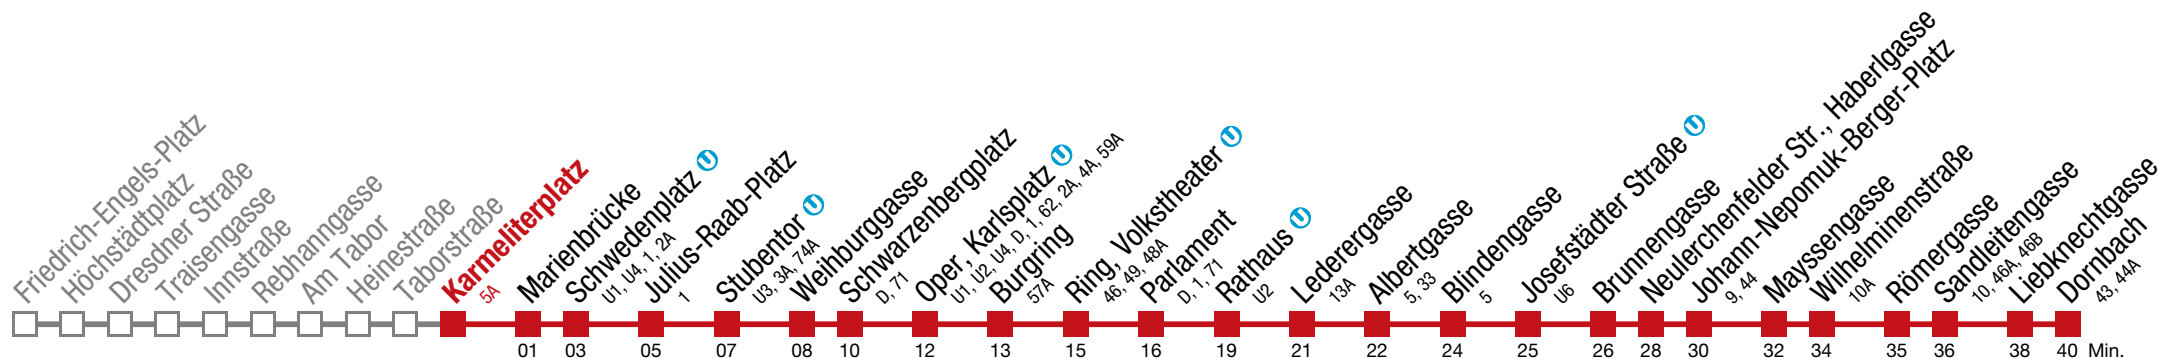 Friedrich-Engels-Platz
Höchstädtplatz
Dresdner Straße
Traisengasse
Innstraße
Rebhanngasse
Am Tabor
Heinestraße
Taborstraße
Karmeliterplatz
5A
Marienbrücke
Schwedenplatz U
U1, U4, 1, 2A
Julius-Raab-Platz
1
Stubentor U
U3, 3A, 74A
Weihburggasse
Schwarzenbergplatz
D, 71
Oper, Karlsplatz U
U1, U2, U4, D, 1, 62, 2A, 4A, 59A
Burgring
57A
Ring, Volkstheater U
46, 49, 48A
Parlament
D, 1, 71
Rathaus U
U2
Lederergasse
13A
Albertgasse
5, 33
Blindengasse
5
Josefstädter Straße U
U6
Brunnengasse
Neulerchenfelder Str., Haberlgasse
Johann-Nepomuk-Berger-Platz
9, 44
Mayssengasse
Wilhelminenstraße
10A
Römergasse
Sandleitengasse
10, 46A, 46B
Liebknechtgasse
Dornbach
43, 44A
01 03 05 07 08 10 12 13 15 16 19 21 22 24 25 26 28 30 32 34 35 36 38 40 Min.